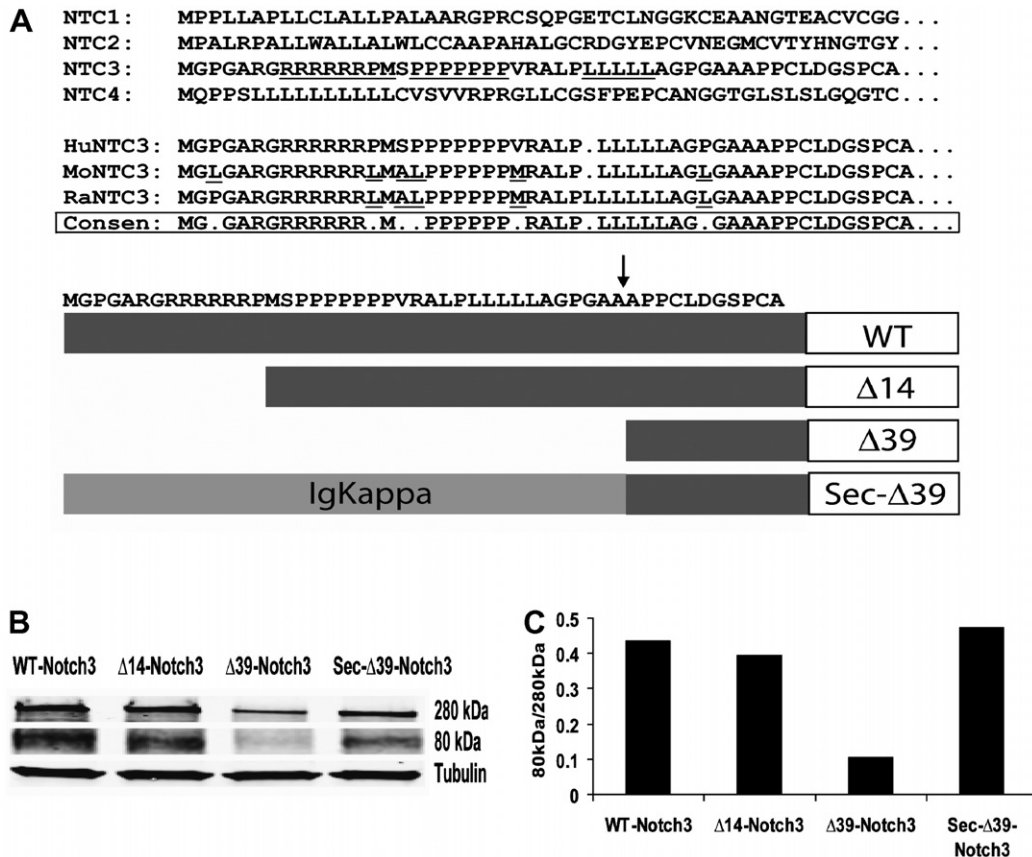 A
NTC1: MPPLLAPLLCLALLPALAARGPRCSQPGETCLNGGKCEAANGTEACVCGG...
NTC2: MPALRPALLWALLALWLCCAAPAHALGCRDGYEPCVNEGMCVTYHNGTGY...
NTC3: MGPGARGRRRRRRPMSPPPPPPPVRALPLLLLLAGPGAAAPPCLDGSPCA...
NTC4: MQPPSLLLLLLLLLLLCVSVVRPRGLLCGSFPEPCANGGTGLSLSLGQGTC...
HuNTC3: MGPGARGRRRRRRPMSPPPPPPPVRALP.LLLLLAGPGAAAPPCLDGSPCA...
MoNTC3: MGLGARGRRRRRRLMALPPPPPPMRALPLLLLLLAGLGAAAPPCLDGSPCA...
RaNTC3: MGPGARGRRRRRRLMALPPPPPPMRALPLLLLLLAGLGAAAPPCLDGSPCA...
Consen: MG.GARGRRRRRR.M..PPPPPP.RALP.LLLLLAG.GAAAPPCLDGSPCA...
MGPGARGRRRRRRPMSPPPPPPPVRALPLLLLLAGPGAAAPPCLDGSPCA
WT
Δ14
Δ39
IgKappa Sec-Δ39
B
WT-Notch3 Δ14-Notch3 Δ39-Notch3 Sec-Δ39-Notch3
280 kDa
80 kDa
Tubulin
C
80kDa/280kDa
0.5
0.4
0.3
0.2
0.1
0
WT-Notch3 Δ14-Notch3 Δ39-Notch3 Sec-Δ39-
Notch3